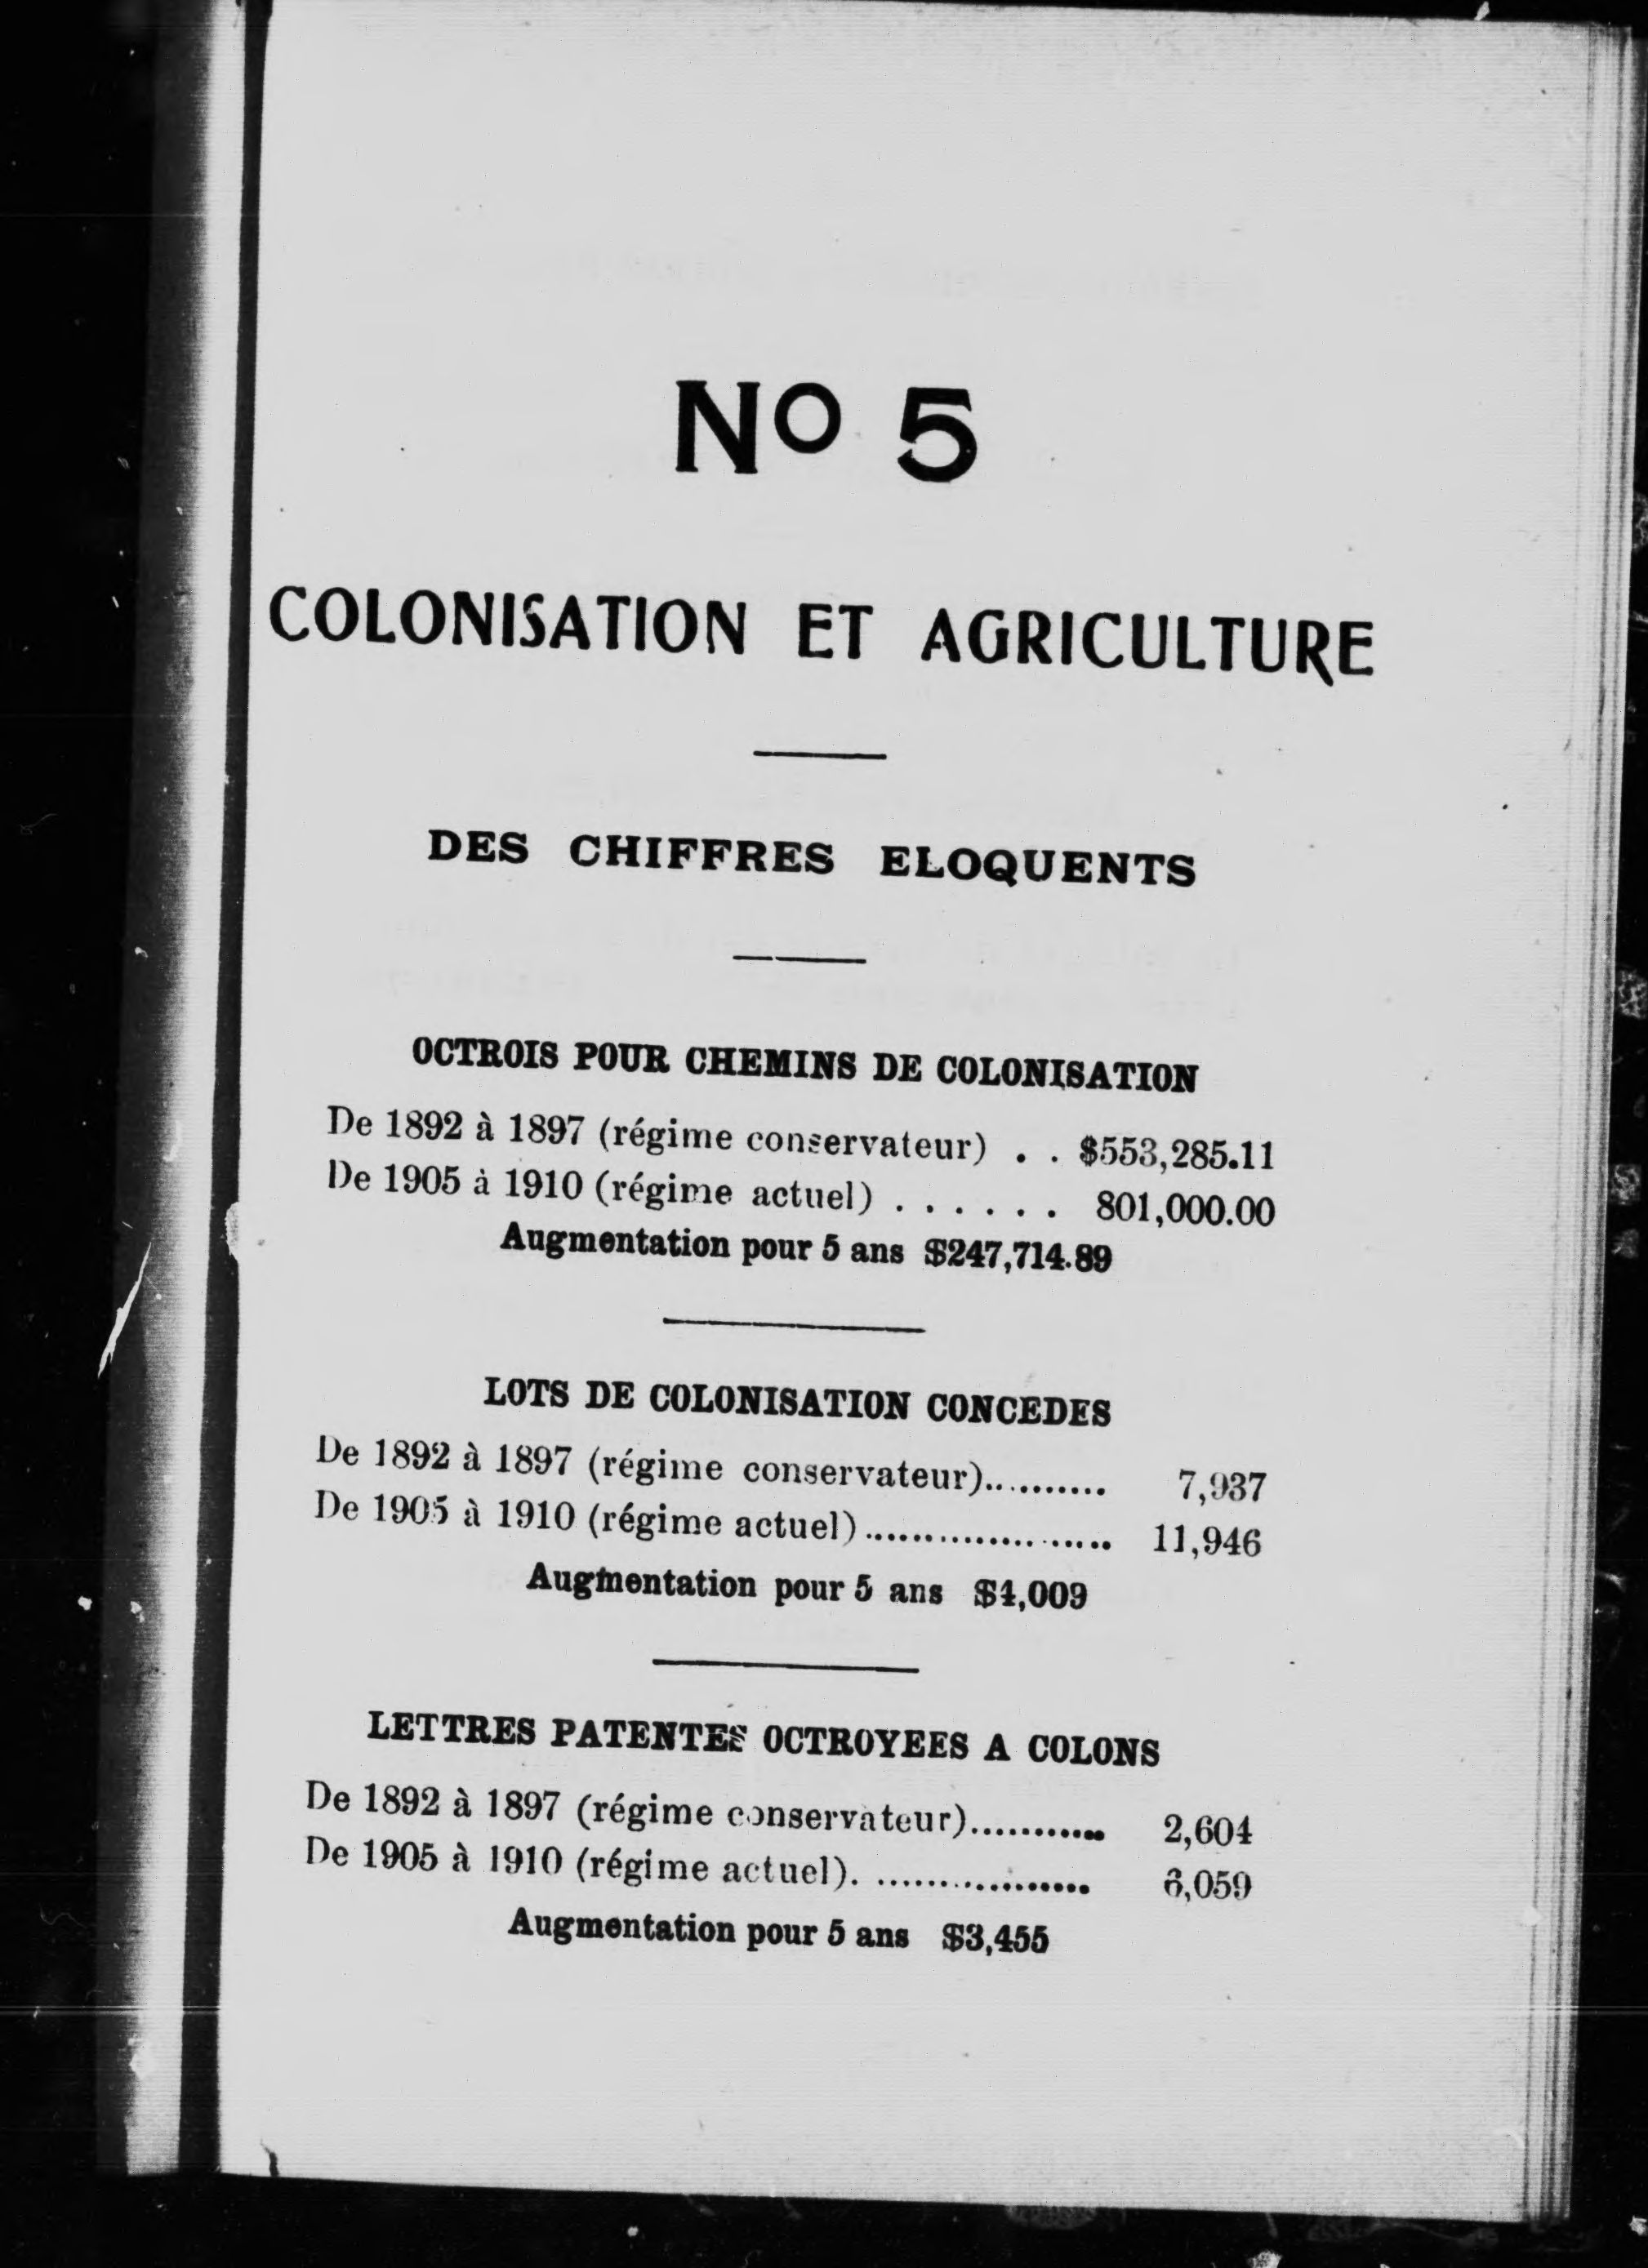 No 5
COLONISATION ET AGRICULTURE
DES CHIFFRES ELOQUENTS
OCTROIS POUR CHEMINS DE COLONISATION
De 1892 à 1897 (régime conservateur) . . $553,285.11
De 1905 à 1910 (régime actuel) . . . . . . 801,000.00
Augmentation pour 5 ans $247,714.89
LOTS DE COLONISATION CONCEDES
De 1892 à 1897 (régime conservateur)........... 7,937
De 1905 à 1910 (régime actuel)..................... 11,946
Augmentation pour 5 ans $4,009
LETTRES PATENTES OCTROYEES A COLONS
De 1892 à 1897 (régime conservateur)........... 2,604
De 1905 à 1910 (régime actuel). .................. 6,059
Augmentation pour 5 ans $3,455